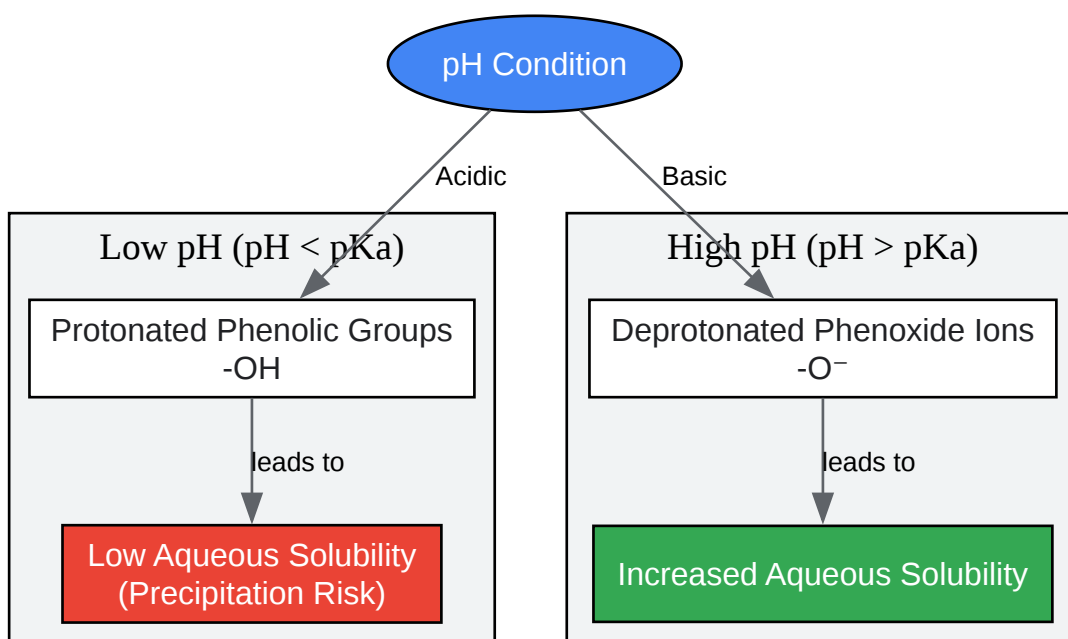 pH Condition
Acidic
Basic
Low pH (pH < pKa)
High pH (pH > pKa)
Protonated Phenolic Groups
-OH
Deprotonated Phenoxide Ions
-O⁻
leads to
leads to
Low Aqueous Solubility
(Precipitation Risk)
Increased Aqueous Solubility